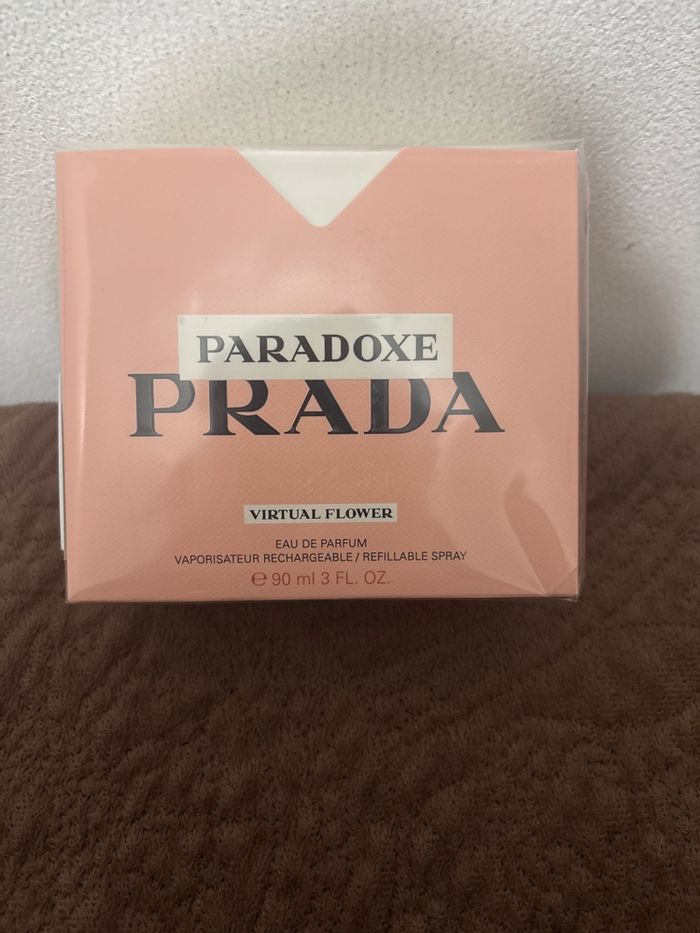 PARADOXE
PRADA
VIRTUAL FLOWER
EAU DE PARFUM
VAPORISATEUR RECHARGEABLE / REFILLABLE SPRAY
℮ 90 ml 3 FL. OZ.